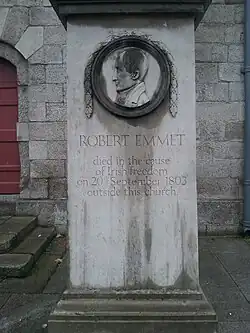 ROBERT EMMET
died in the cause
of Irish freedom
on 20 September 1803
outside this church